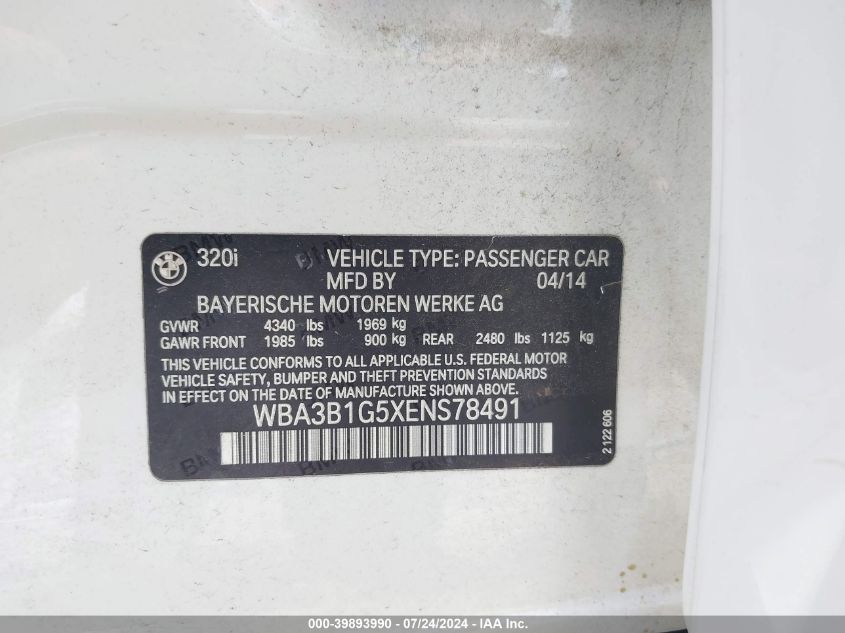 320i VEHICLE TYPE: PASSENGER CAR
MFD BY 04/14
BAYERISCHE MOTOREN WERKE AG
GVWR 4340 lbs 1969 kg
GAWR FRONT 1985 lbs 900 kg REAR 2480 lbs 1125 kg
THIS VEHICLE CONFORMS TO ALL APPLICABLE U.S. FEDERAL MOTOR
VEHICLE SAFETY, BUMPER AND THEFT PREVENTION STANDARDS
IN EFFECT ON THE DATE OF MANUFACTURE SHOWN ABOVE.
WBA3B1G5XENS78491
2 122 606
000-39893990 - 07/24/2024 - IAA Inc.